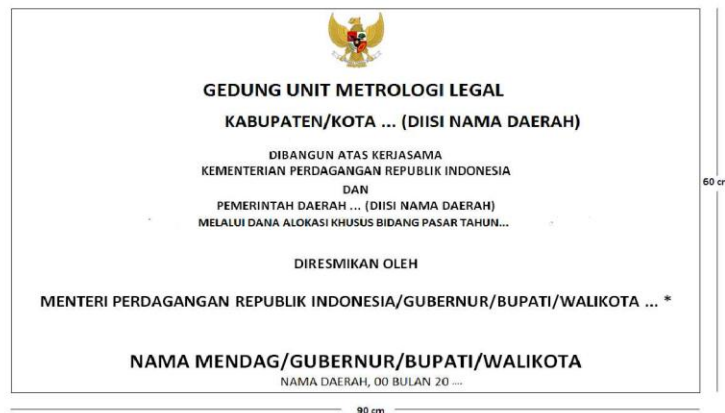 GEDUNG UNIT METROLOGI LEGAL
KABUPATEN/KOTA ... (DIISI NAMA DAERAH)
DIBANGUN ATAS KERJASAMA
KEMENTERIAN PERDAGANGAN REPUBLIK INDONESIA
DAN
PEMERINTAH DAERAH ... (DIISI NAMA DAERAH)
MELALUI DANA ALOKASI KHUSUS BIDANG PASAR TAHUN...
60 cm
DIRESMIKAN OLEH
MENTERI PERDAGANGAN REPUBLIK INDONESIA/GUBERNUR/BUPATI/WALIKOTA ... *
NAMA MENDAG/GUBERNUR/BUPATI/WALIKOTA
NAMA DAERAH, 00 BULAN 20 ....
90 cm